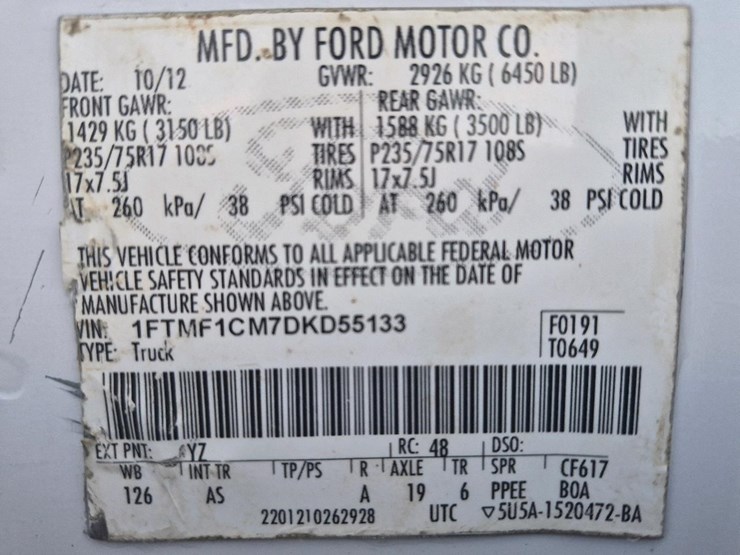 MFD. BY FORD MOTOR CO.
DATE: 10/12 GVWR: 2926 KG ( 6450 LB)
FRONT GAWR: REAR GAWR:
1429 KG ( 3150 LB) WITH 1588 KG ( 3500 LB) WITH
P235/75R17 108S TIRES P235/75R17 108S TIRES
17x7.5J RIMS 17x7.5J RIMS
AT 260 kPa/ 38 PSI COLD AT 260 kPa/ 38 PSI COLD
THIS VEHICLE CONFORMS TO ALL APPLICABLE FEDERAL MOTOR
VEHICLE SAFETY STANDARDS IN EFFECT ON THE DATE OF
MANUFACTURE SHOWN ABOVE.
VIN: 1FTMF1CM7DKD55133 F0191
TYPE: Truck T0649
EXT PNT: YZ RC: 48 DSO:
WB INT TR TP/PS R AXLE TR SPR CF617
126 AS A 19 6 PPEE BOA
2201210262928 UTC ▽5U5A-1520472-BA